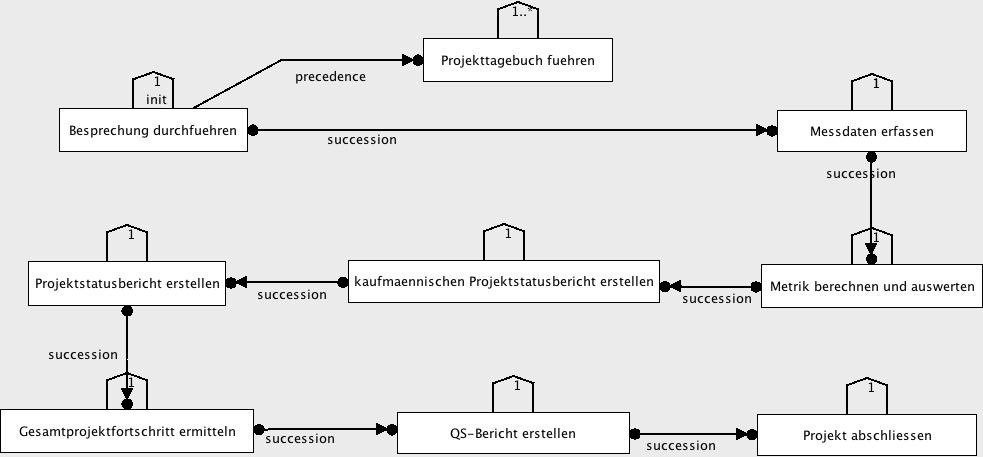 1..*
Projekttagebuch fuehren
precedence
1
init
Besprechung durchfuehren
succession
1
Messdaten erfassen
succession
1
Projektstatusbericht erstellen
succession
1
kaufmaennischen Projektstatusbericht erstellen
succession
1
Metrik berechnen und auswerten
succession
1
Gesamtprojektfortschritt ermitteln
succession
1
QS-Bericht erstellen
succession
1
Projekt abschliessen